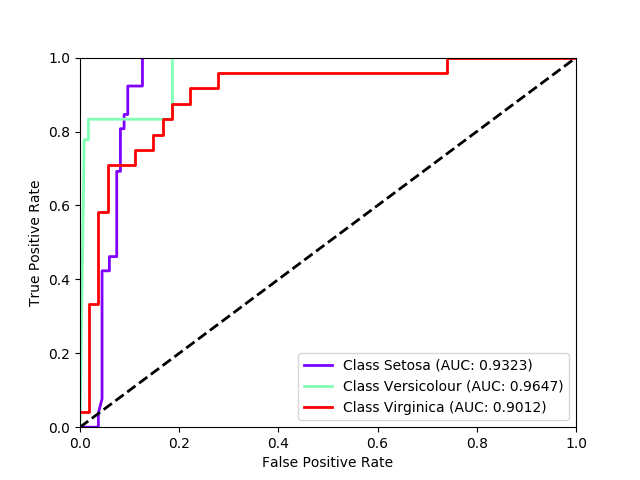 1.0
0.8
0.6
0.4
0.2
0.0
True Positive Rate
0.0 0.2 0.4 0.6 0.8 1.0
False Positive Rate
Class Setosa (AUC: 0.9323)
Class Versicolour (AUC: 0.9647)
Class Virginica (AUC: 0.9012)